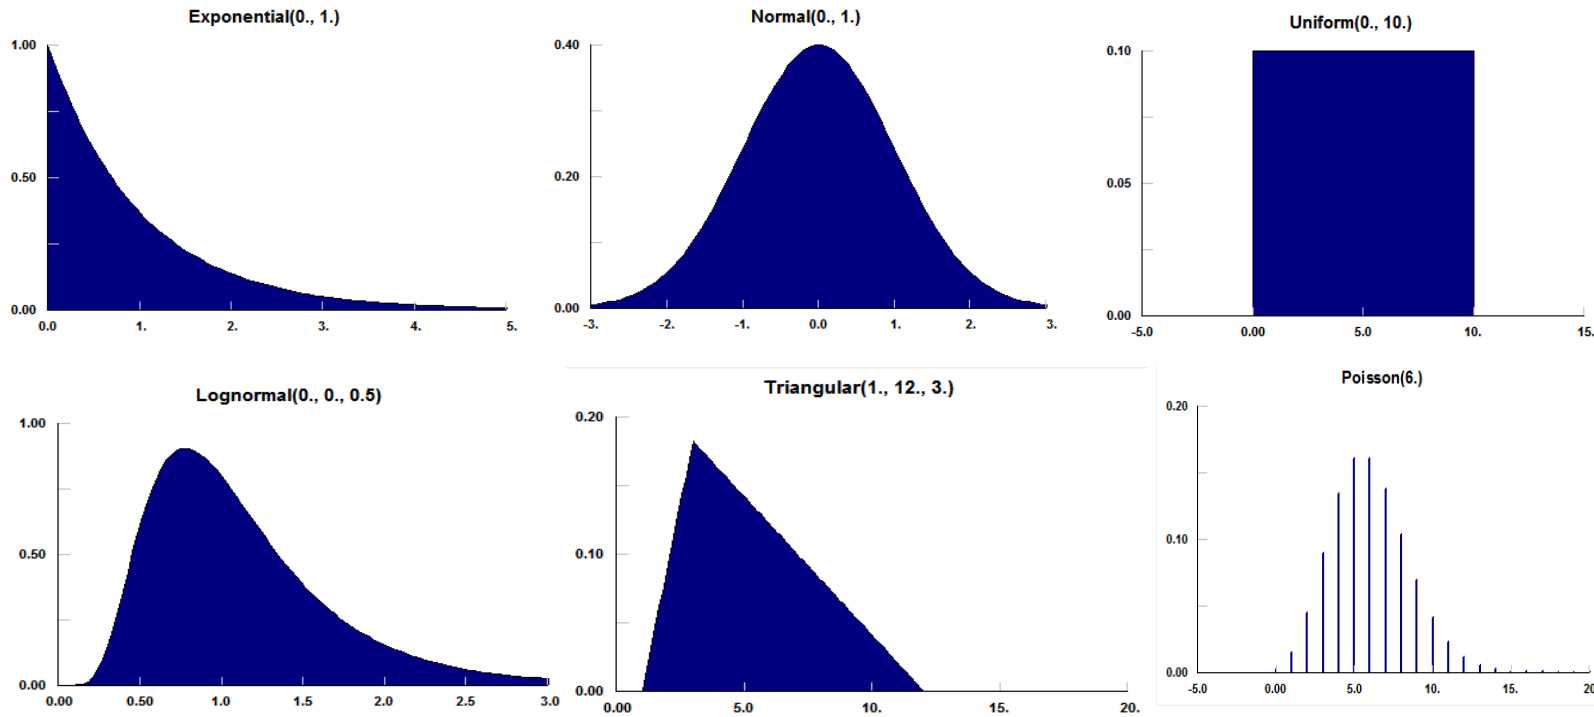 Exponential(0., 1.)
1.00
0.50
0.00
0.0 1. 2. 3. 4. 5.
Normal(0., 1.)
0.40
0.20
0.00
-3. -2. -1. 0.0 1. 2. 3.
Uniform(0., 10.)
0.10
0.05
0.00
-5.0 0.00 5.0 10. 15.
Lognormal(0., 0., 0.5)
1.00
0.50
0.00
0.00 0.50 1.0 1.5 2.0 2.5 3.0
Triangular(1., 12., 3.)
0.20
0.10
0.00
0.00 5.0 10. 15. 20.
Poisson(6.)
0.20
0.10
0.00
-5.0 0.00 5.0 10. 15. 20